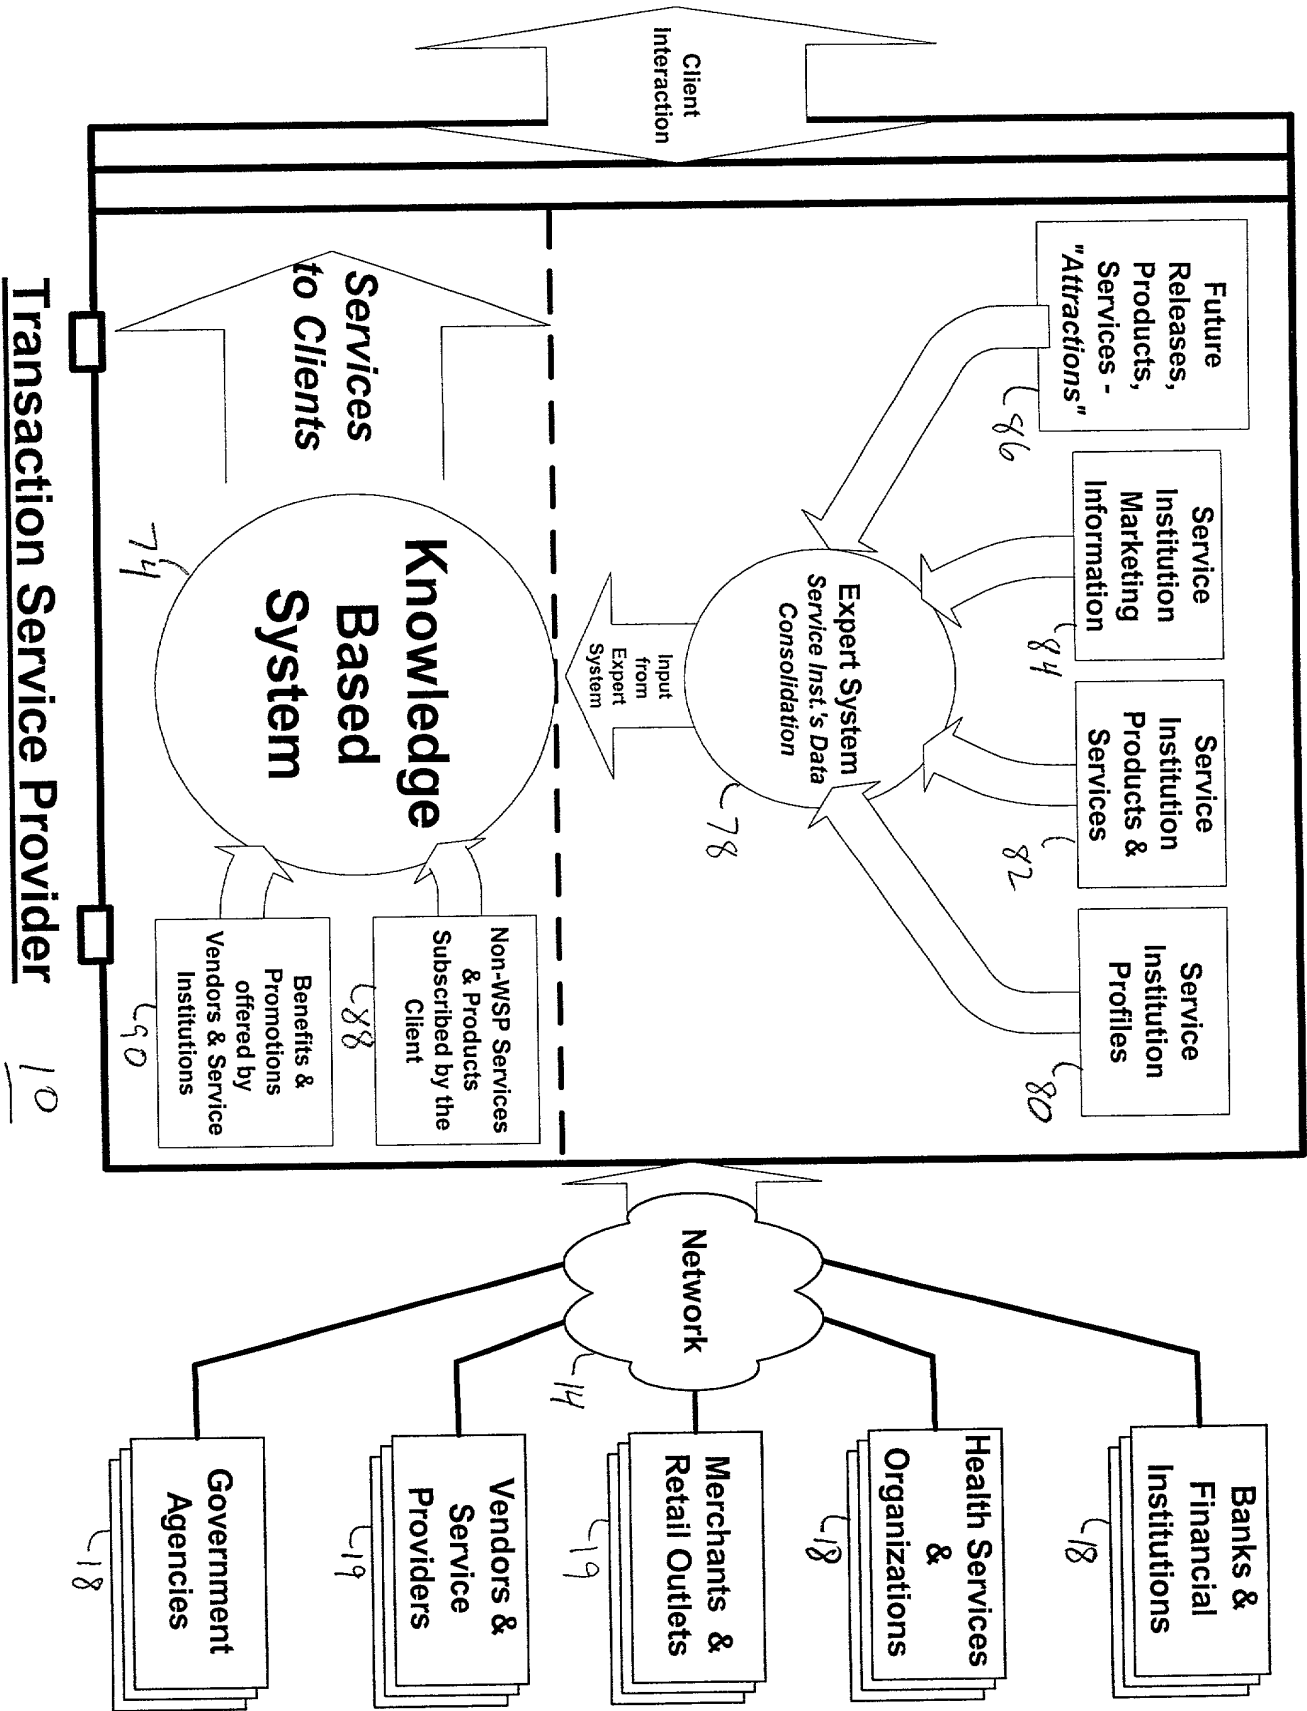 Client
Interaction
Future
Releases,
Products,
Services -
"Attractions"
86
Service
Institution
Marketing
Information
84
Service
Institution
Products &
Services
82
Service
Institution
Profiles
80
Expert System
Service Inst.'s Data
Consolidation
78
Input
from
Expert
System
Services
to Clients
Knowledge
Based
System
74
Non-WSP Services
& Products
Subscribed by the
Client
88
Benefits &
Promotions
offered by
Vendors & Service
Institutions
90
Network
14
Banks &
Financial
Institutions
18
Health Services
&
Organizations
18
Merchants &
Retail Outlets
19
Vendors &
Service
Providers
19
Government
Agencies
18
Transaction Service Provider 10